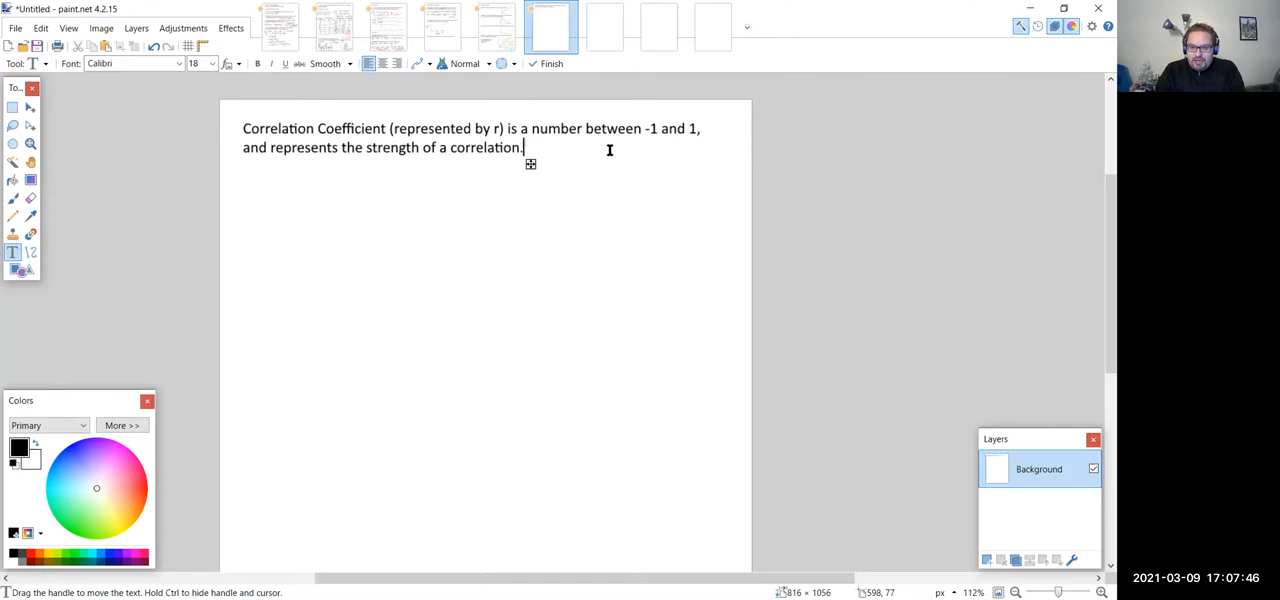 *Untitled - paint.net 4.2.15
File Edit View Image Layers Adjustments Effects
Tool: T Font: Calibri 18 fx B I U abc Smooth Normal Finish
To...
Correlation Coefficient (represented by r) is a number between -1 and 1,
and represents the strength of a correlation.
Colors
Primary More >>
Layers
Background
2021-03-09 17:07:46
Drag the handle to move the text. Hold Ctrl to hide handle and cursor. 816 × 1056 598, 77 px 112%